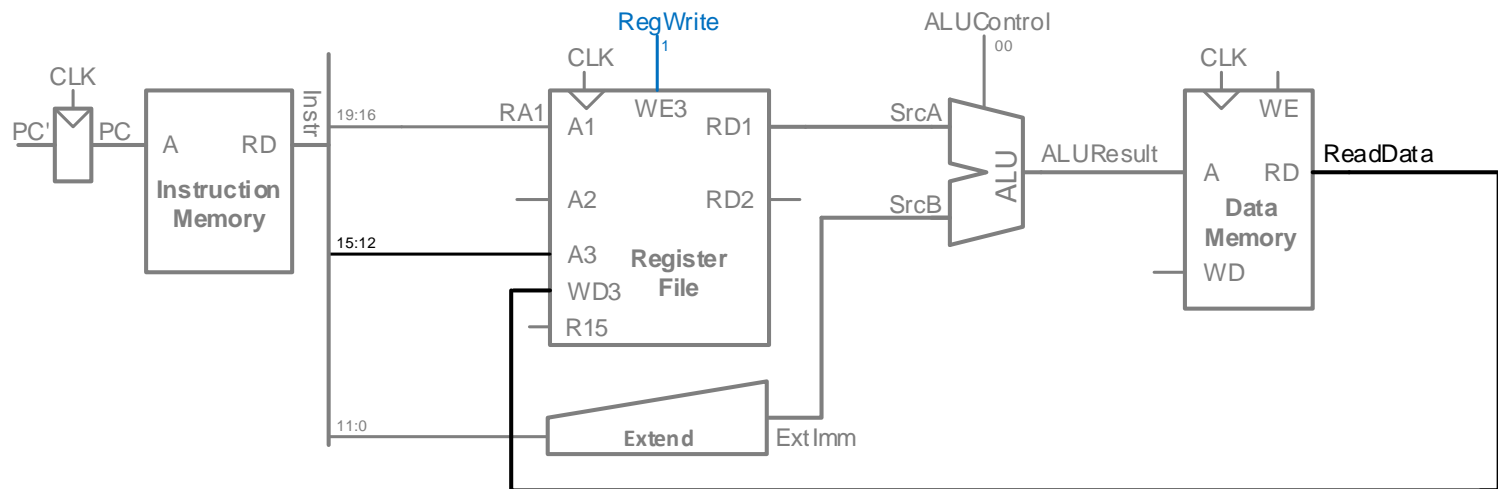 RegWrite
1
ALUControl
00
CLK
CLK
CLK
PC'
PC
A
RD
Instruction
Memory
Instr
19:16
RA1
A1
WE3
RD1
SrcA
A2
RD2
SrcB
15:12
A3
Register
File
WD3
R15
11:0
Extend
ExtImm
ALU
ALUResult
WE
A
RD
Data
Memory
WD
ReadData